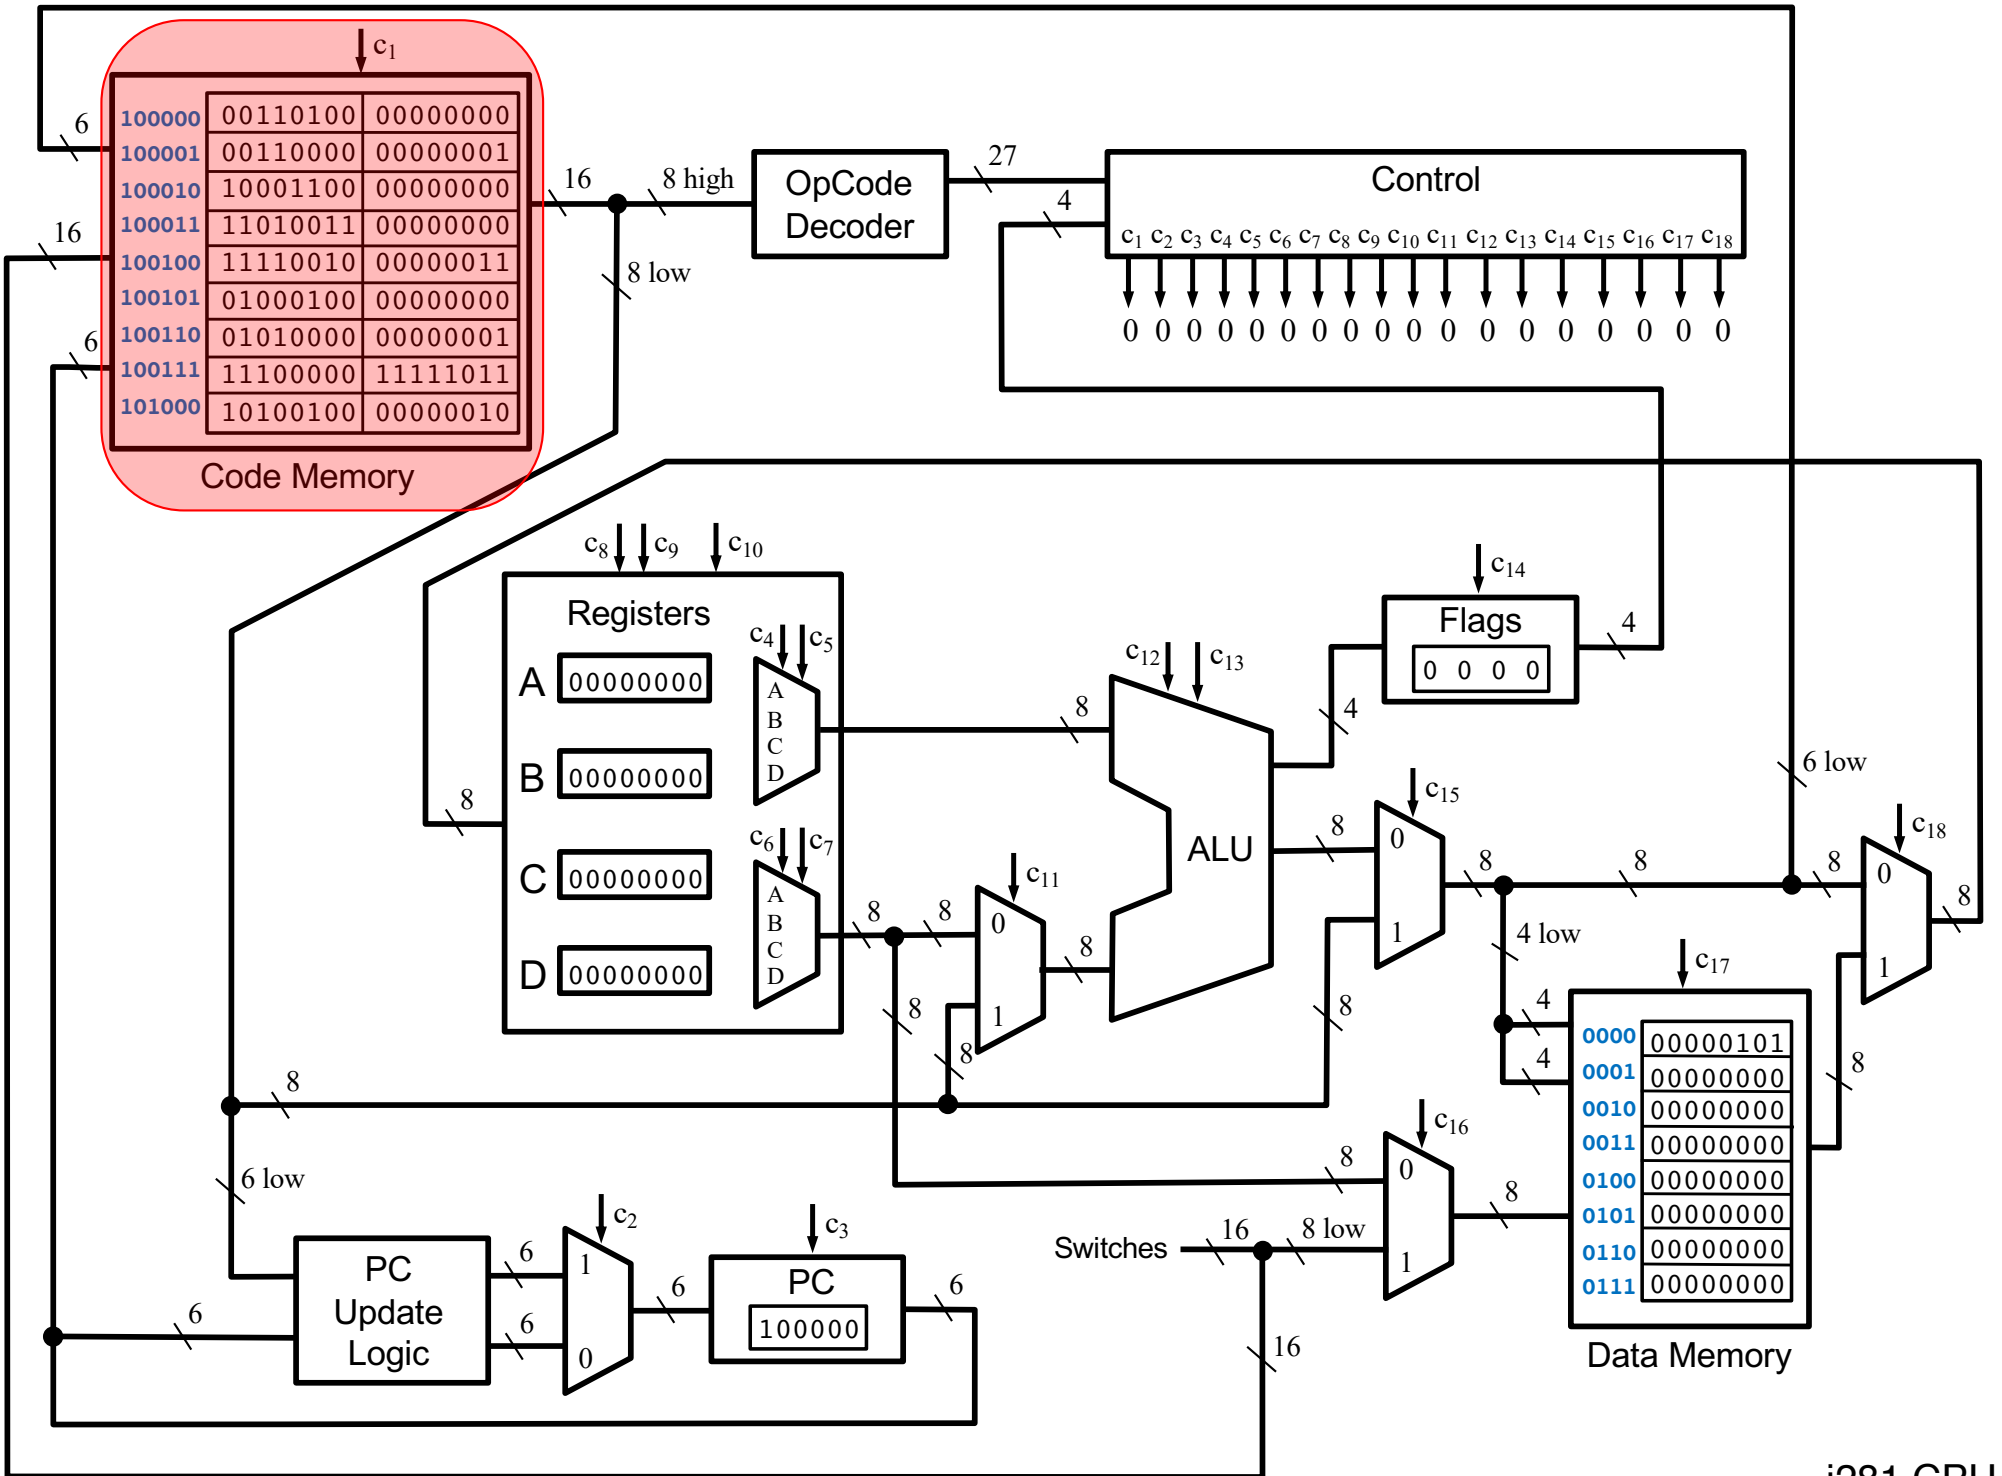 c1
100000 00110100 00000000
100001 00110000 00000001
100010 10001100 00000000
100011 11010011 00000000
100100 11110010 00000011
100101 01000100 00000000
100110 01010000 00000001
100111 11100000 11111011
101000 10100100 00000010
Code Memory
6
16
6
16
8 high
8 low
OpCode
Decoder
27
4
Control
c1 c2 c3 c4 c5 c6 c7 c8 c9 c10 c11 c12 c13 c14 c15 c16 c17 c18
0 0 0 0 0 0 0 0 0 0 0 0 0 0 0 0 0 0
c8 c9 c10
Registers
A 00000000
B 00000000
C 00000000
D 00000000
c4 c5
A
B
C
D
c6 c7
A
B
C
D
8
8
8
8
8
c11
0
1
8
8
c12 c13
ALU
4
c14
Flags
0 0 0 0
4
8
c15
0
1
8
8
8
6 low
8
c18
0
1
8
4 low
4
4
c17
0000 00000101
0001 00000000
0010 00000000
0011 00000000
0100 00000000
0101 00000000
0110 00000000
0111 00000000
Data Memory
8
8
6 low
8
c16
0
1
8
Switches
16
8 low
16
PC
Update
Logic
6
6
6
c2
1
0
6
c3
PC
100000
6